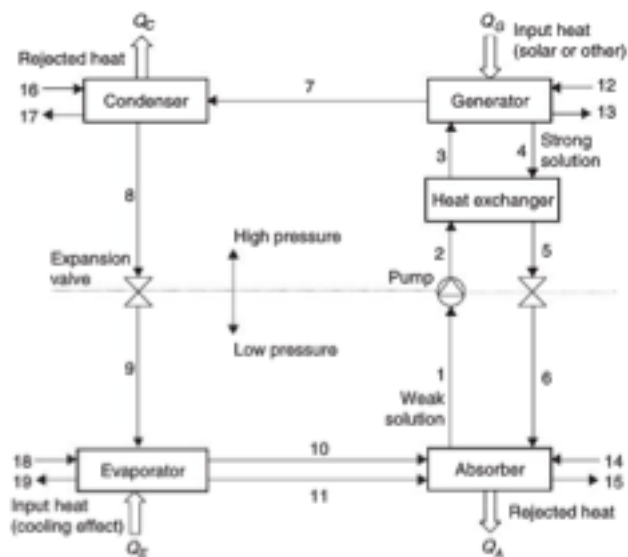 Q_C
Q_G
Rejected heat
Input heat
(solar or other)
16
17
Condenser
7
Generator
12
13
3
4
Strong
solution
8
Heat exchanger
High pressure
2
5
Expansion
valve
Pump
Low pressure
9
1
6
Weak
solution
18
19
Evaporator
10
11
Absorber
14
15
Input heat
(cooling effect)
Rejected heat
Q_E
Q_A